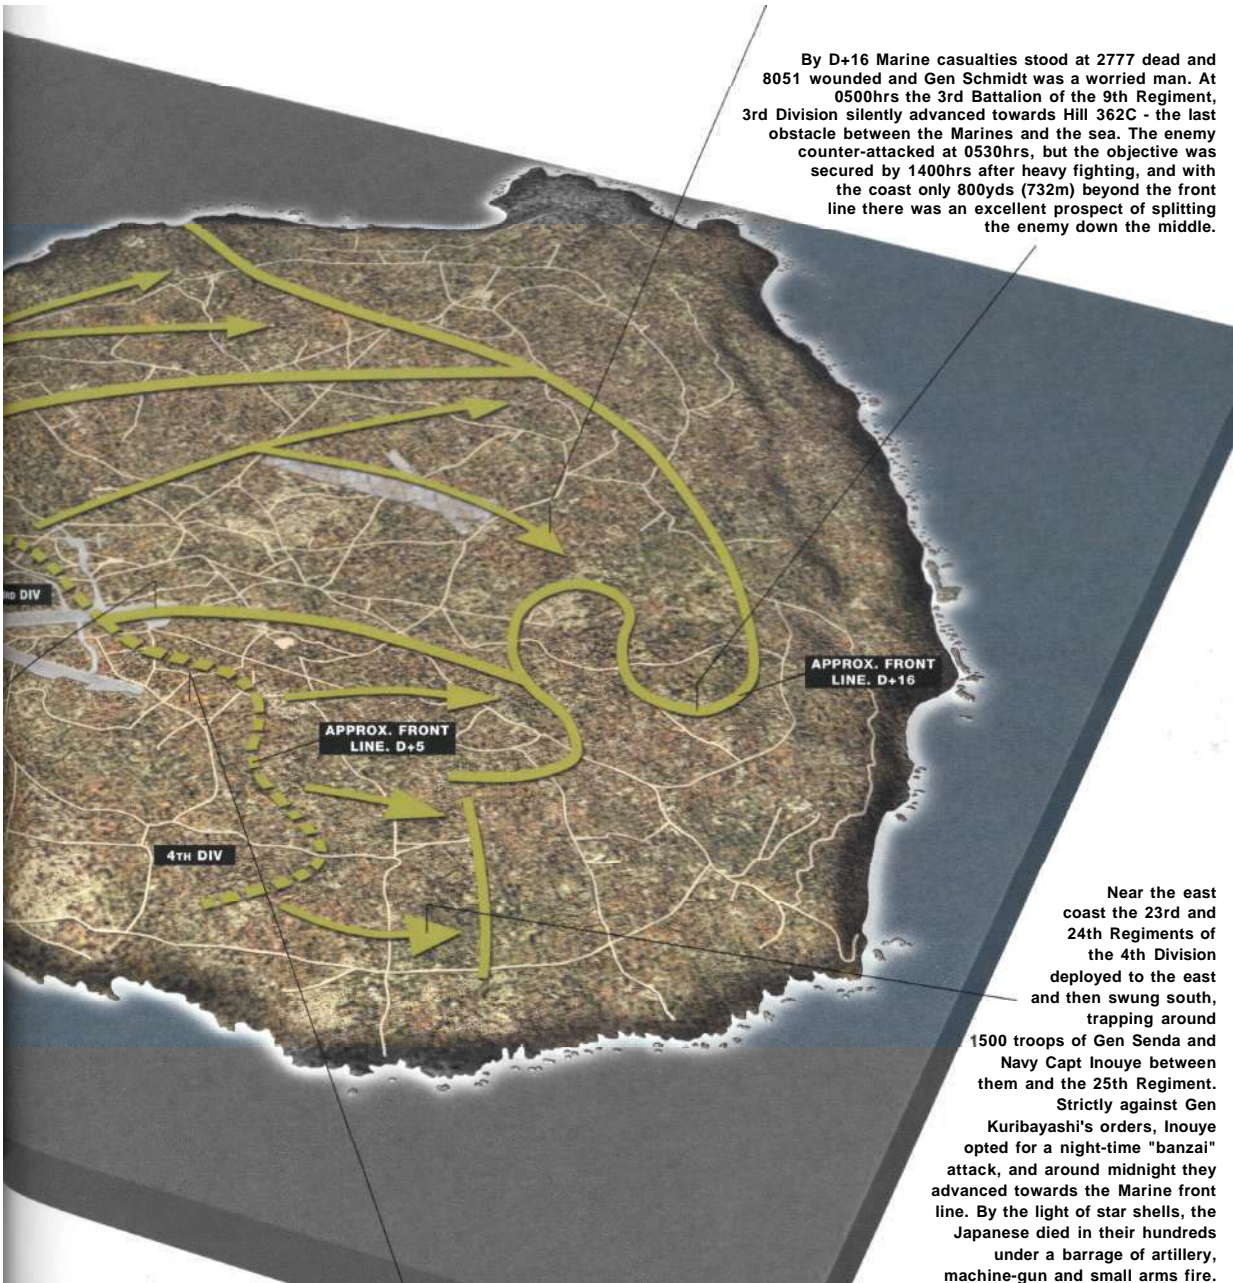 By D+16 Marine casualties stood at 2777 dead and
8051 wounded and Gen Schmidt was a worried man. At
0500hrs the 3rd Battalion of the 9th Regiment,
3rd Division silently advanced towards Hill 362C - the last
obstacle between the Marines and the sea. The enemy
counter-attacked at 0530hrs, but the objective was
secured by 1400hrs after heavy fighting, and with
the coast only 800yds (732m) beyond the front
line there was an excellent prospect of splitting
the enemy down the middle.
DIV
APPROX. FRONT
LINE. D+16
APPROX. FRONT
LINE. D+5
4TH DIV
Near the east
coast the 23rd and
24th Regiments of
the 4th Division
deployed to the east
and then swung south,
trapping around
1500 troops of Gen Senda and
Navy Capt Inouye between
them and the 25th Regiment.
Strictly against Gen
Kuribayashi's orders, Inouye
opted for a night-time "banzai"
attack, and around midnight they
advanced towards the Marine front
line. By the light of star shells, the
Japanese died in their hundreds
under a barrage of artillery,
machine-gun and small arms fire.